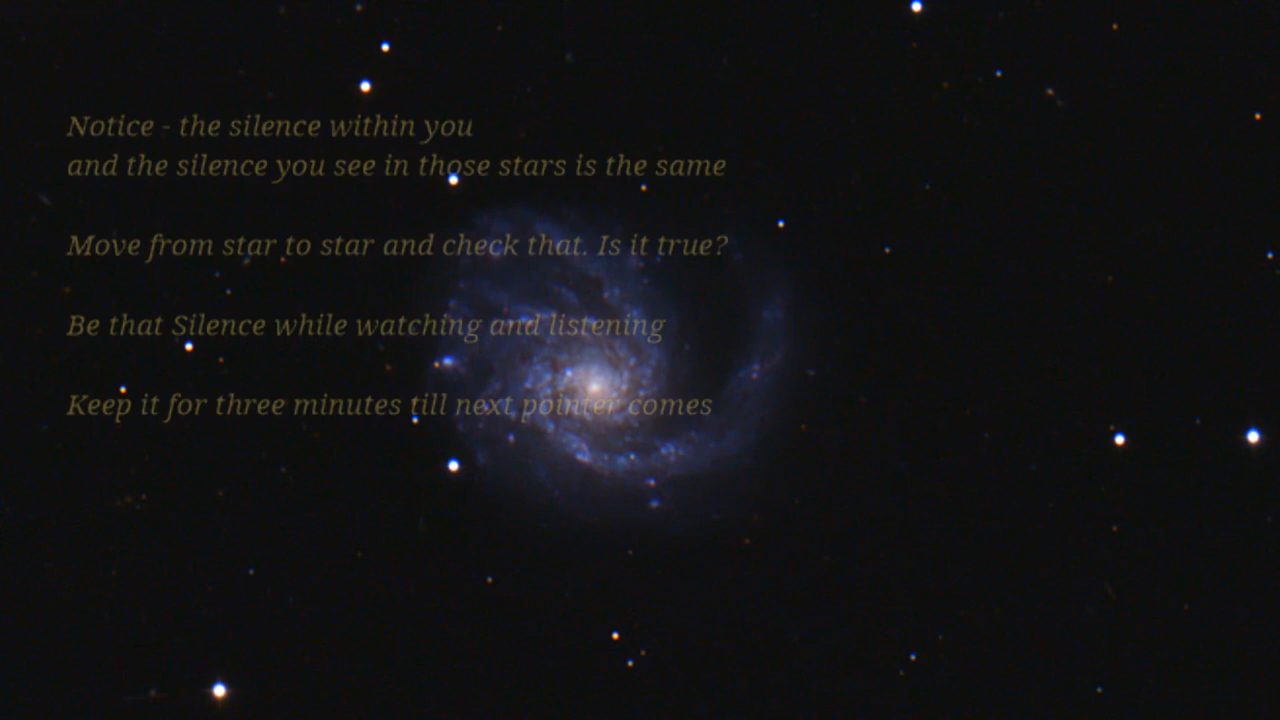 Notice - the silence within you
and the silence you see in those stars is the same
Move from star to star and check that. Is it true?
Be that Silence while watching and listening
Keep it for three minutes till next pointer comes